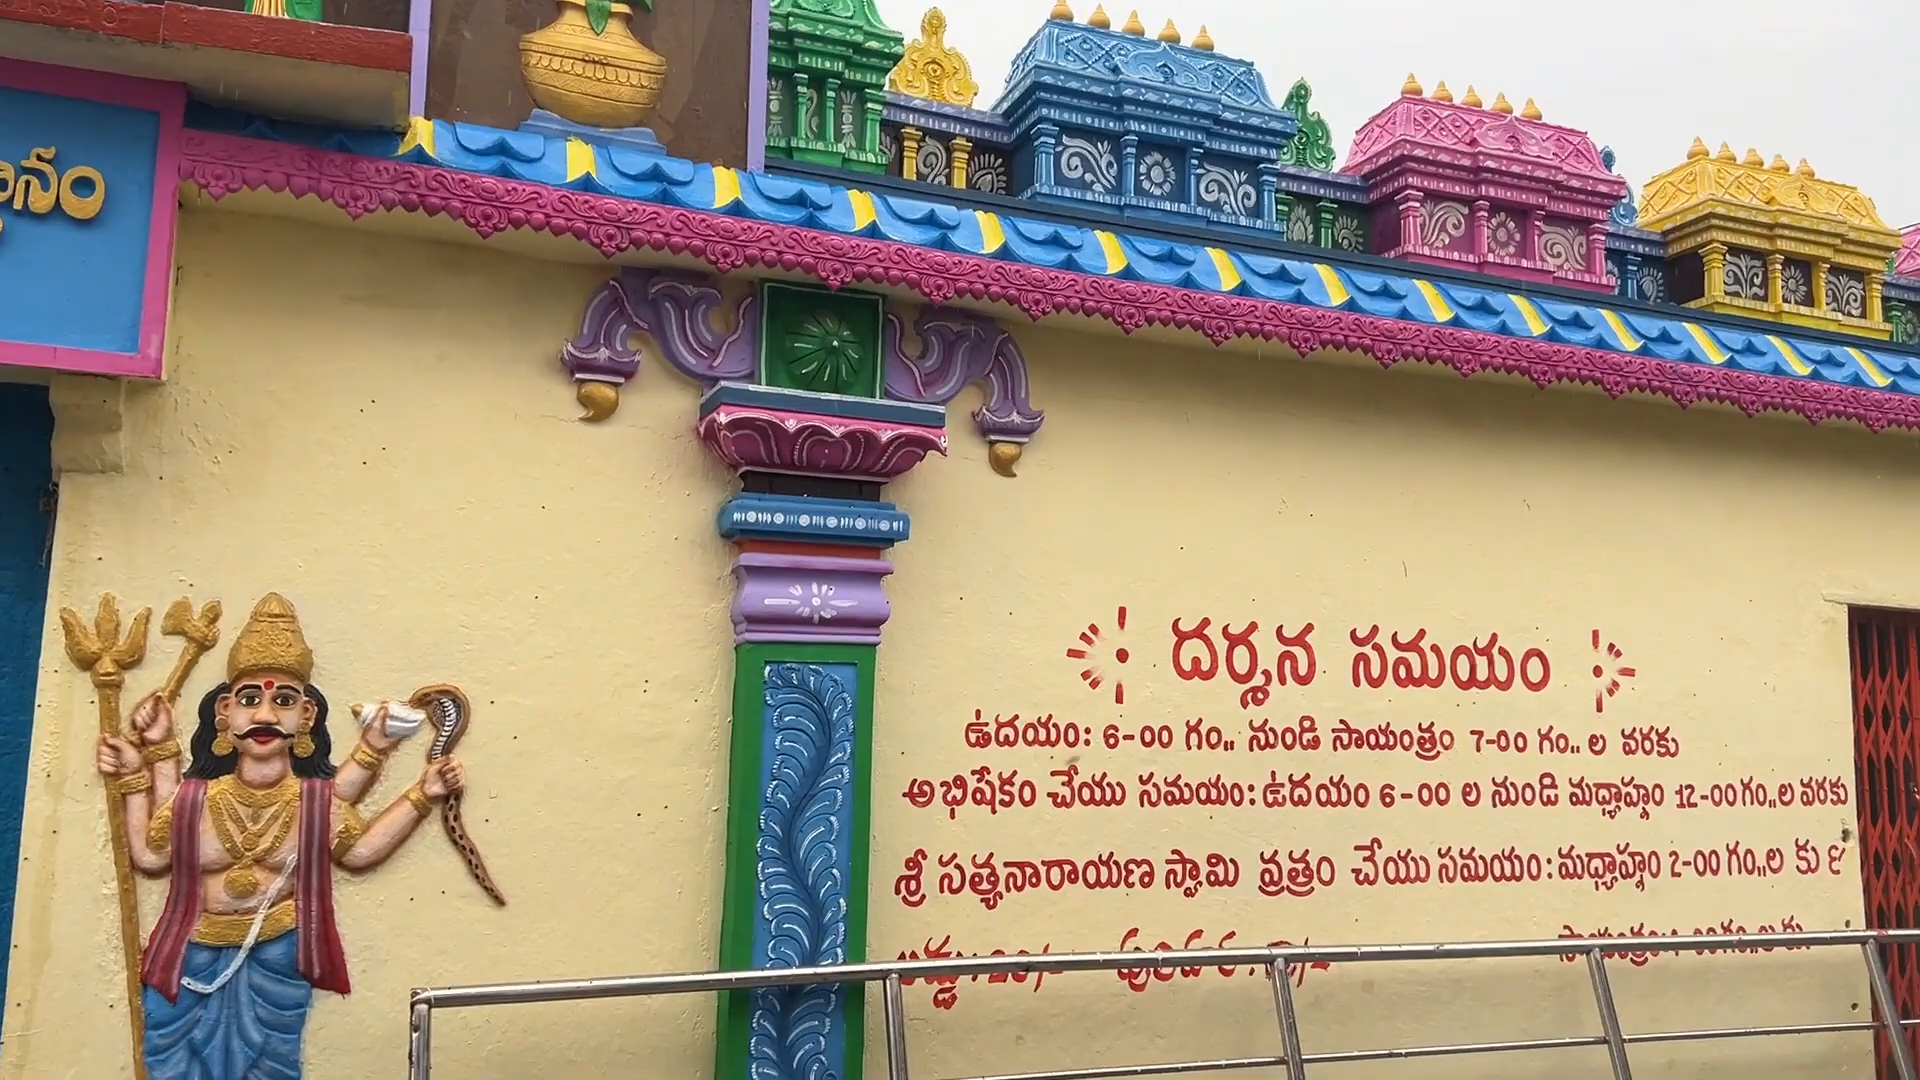 దర్శన సమయం
ఉదయం: 6-00 గం.. నుండి సాయంత్రం 7-00 గం.. ల వరకు
అభిషేకం చేయు సమయం: ఉదయం 6-00 ల నుండి మధ్యాహ్నం 12-00 గం..ల వరకు
శ్రీ సత్యనారాయణ స్వామి వ్రత్రం చేయు సమయం: మధ్యాహ్నం 2-00 గం..ల కు